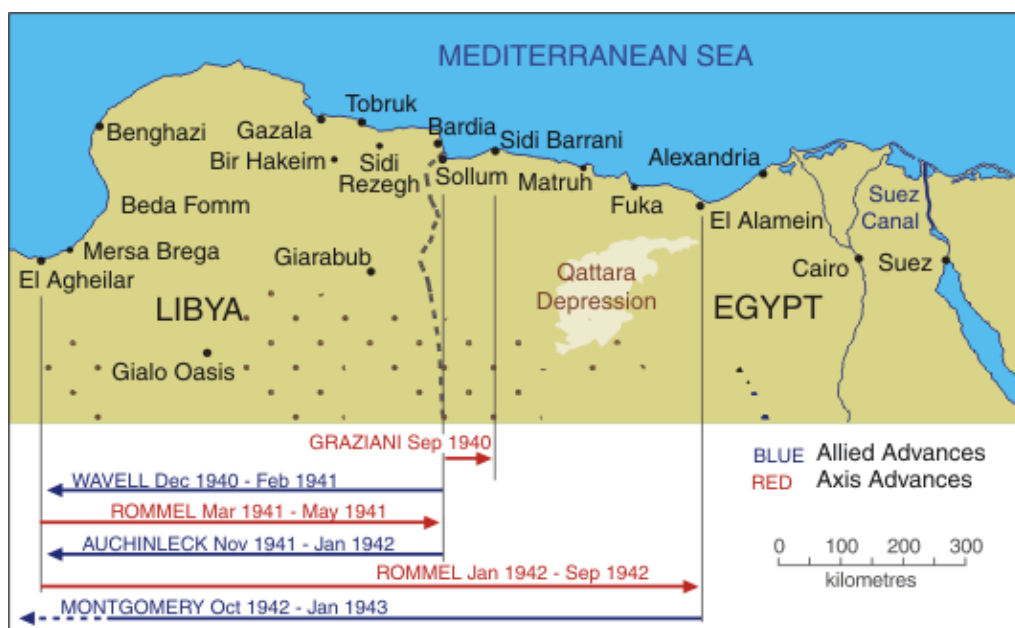 MEDITERRANEAN SEA
Tobruk
Benghazi
Gazala
Bardia
Sidi Barrani
Bir Hakeim
Sidi
Rezegh
Sollum
Matruh
Alexandria
Suez
Canal
Beda Fomm
Fuka
El Alamein
Mersa Brega
Giarabub
Cairo
Suez
El Agheilar
Qattara
Depression
LIBYA
EGYPT
Gialo Oasis
GRAZIANI Sep 1940
BLUE Allied Advances
RED Axis Advances
WAVELL Dec 1940 - Feb 1941
ROMMEL Mar 1941 - May 1941
AUCHINLECK Nov 1941 - Jan 1942
ROMMEL Jan 1942 - Sep 1942
MONTGOMERY Oct 1942 - Jan 1943
0 100 200 300
kilometres